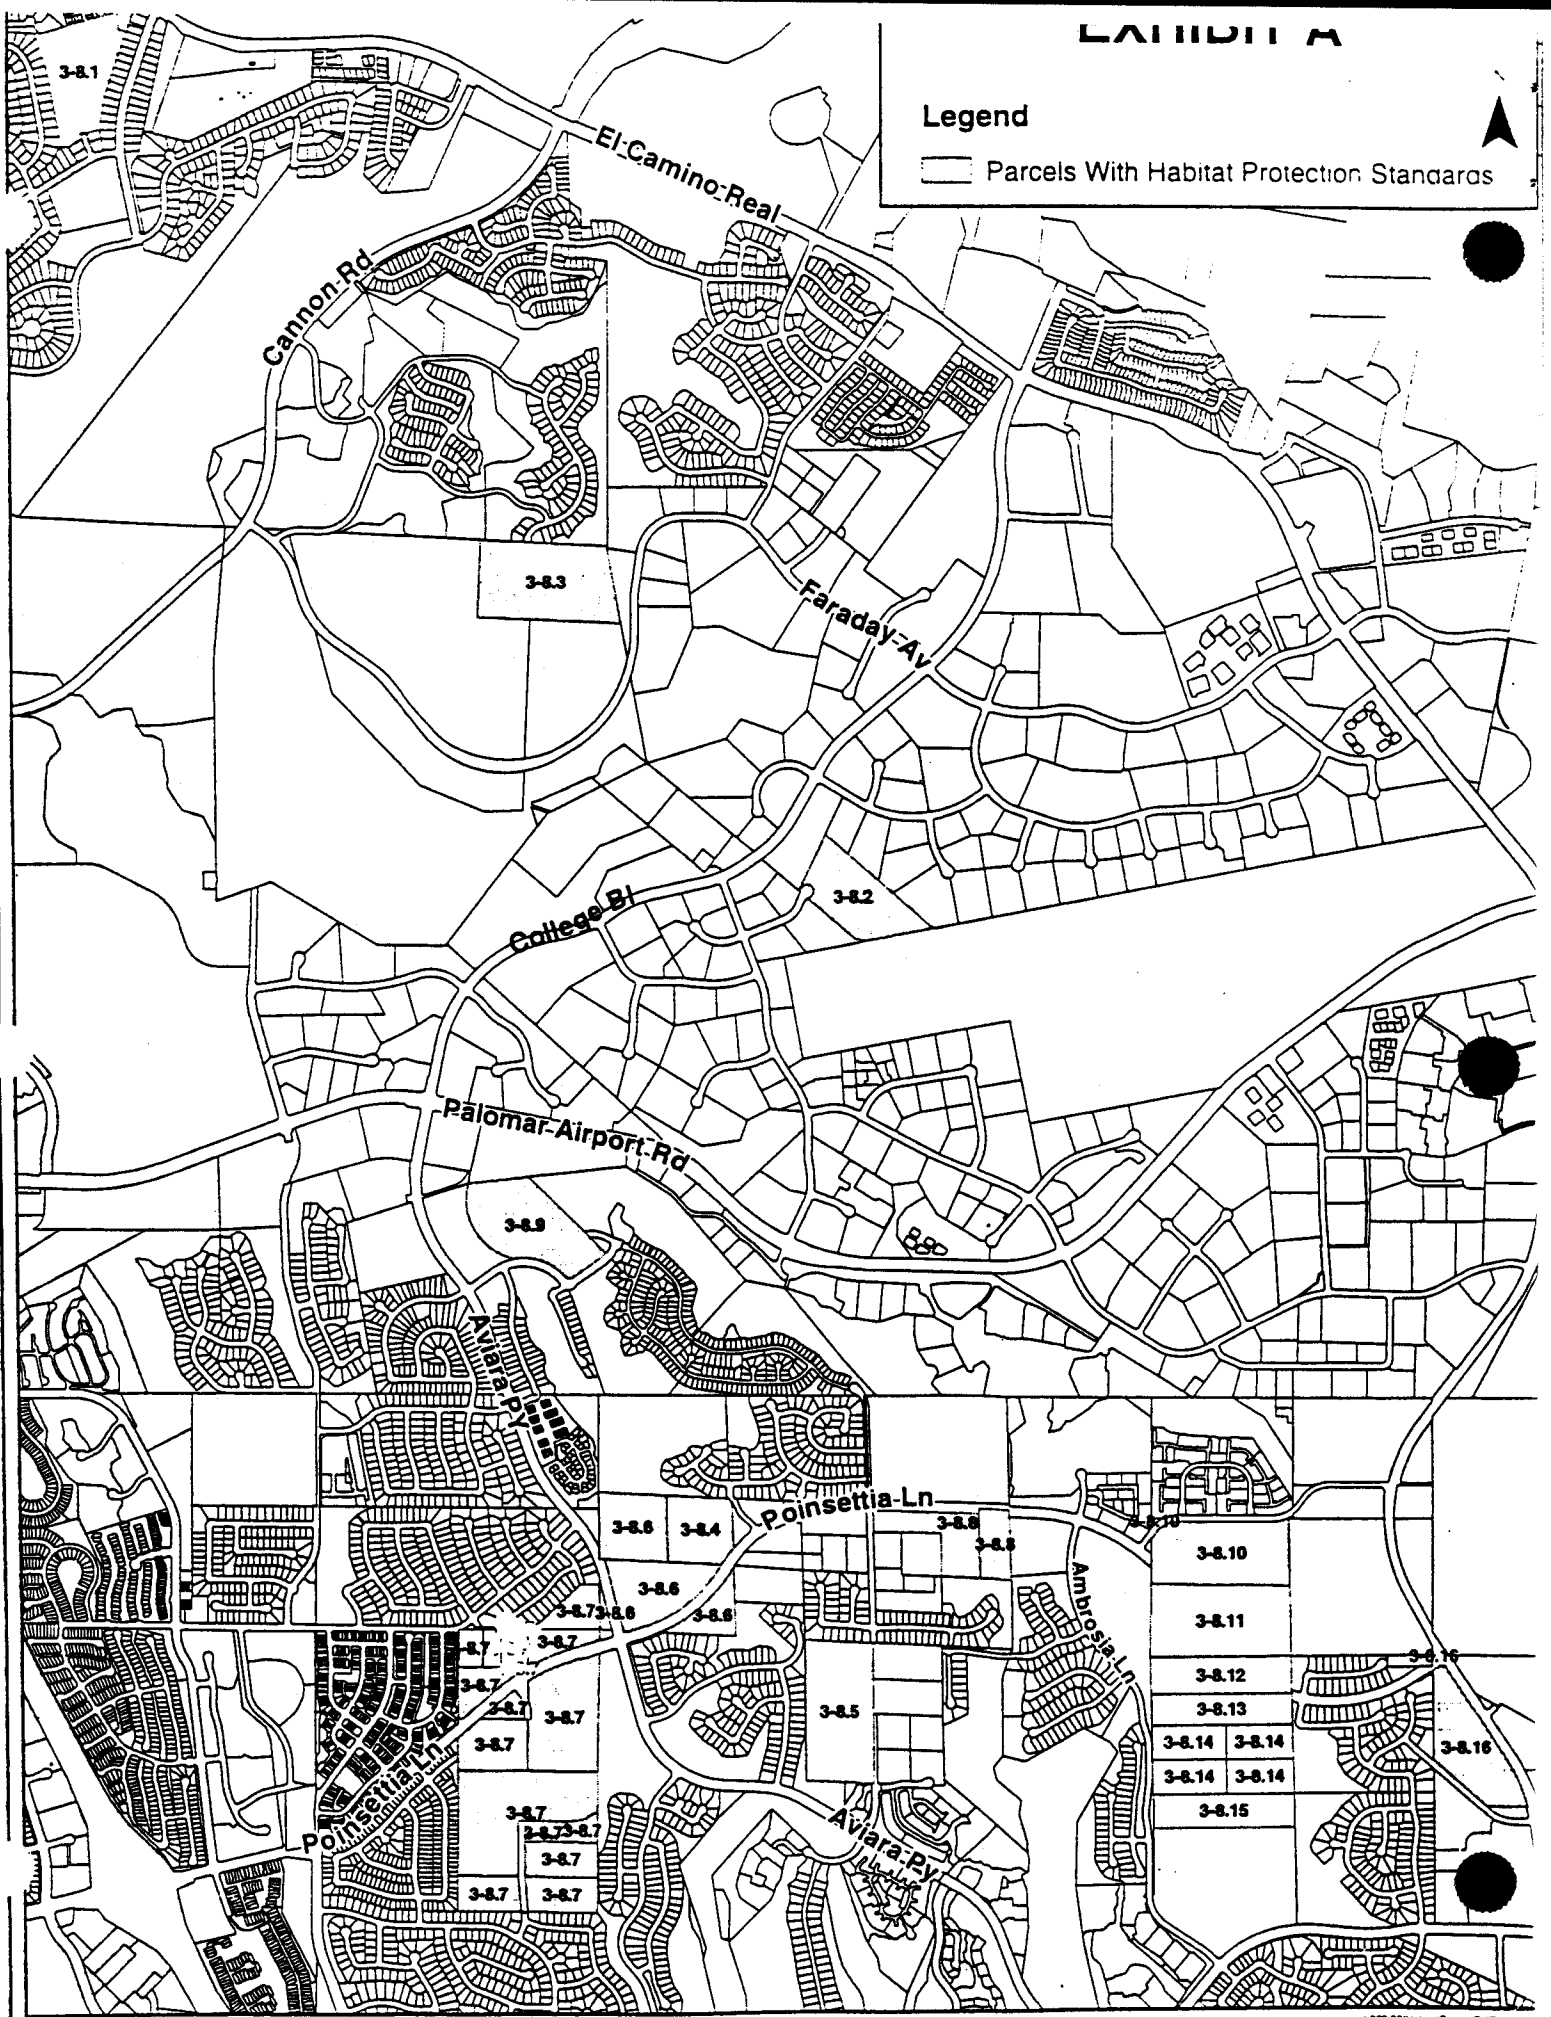 EXHIBIT A
Legend
Parcels With Habitat Protection Standards
3-8.1
El Camino Real
Cannon Rd
3-8.3
Faraday Av
3-8.2
College Bl
Palomar Airport Rd
3-8.9
Aviara Py
Poinsettia Ln
3-8.6
3-8.4
3-8.8
3-8.8
3-8.10
3-8.10
3-8.6
3-8.7
3-8.6
3-8.6
3-8.11
Ambrosia Ln
3-8.7
3-8.7
3-8.16
3-8.7
3-8.12
3-8.7
3-8.7
3-8.5
3-8.13
3-8.7
3-8.14
3-8.14
3-8.16
3-8.14
3-8.14
Poinsettia Ln
3-8.7
3-8.15
3-8.7
3-8.7
Aviara Py
3-8.7
3-8.7
3-8.7